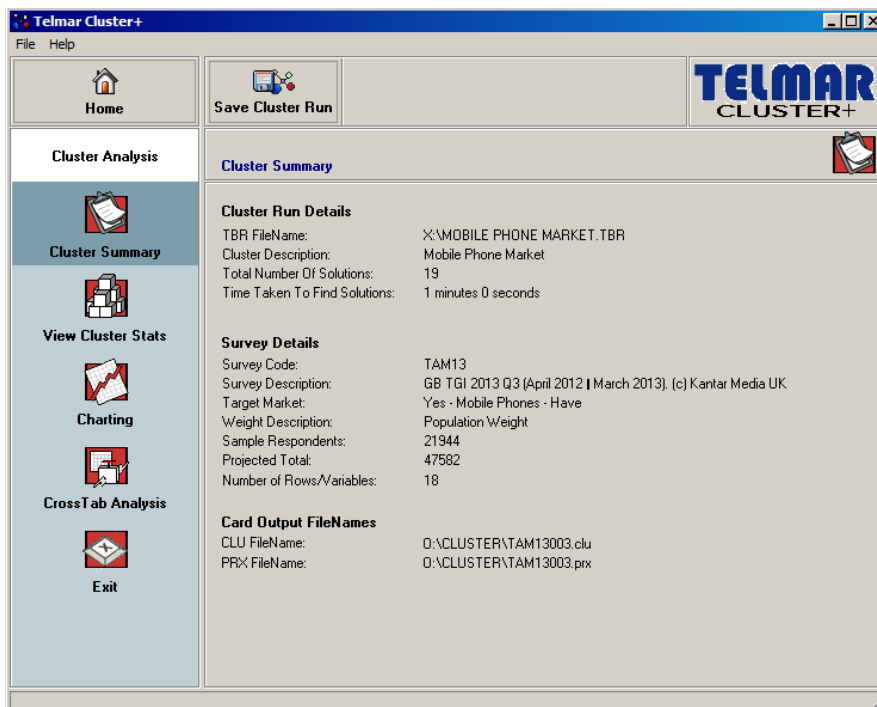 Telmar Cluster+
File Help
Home
Save Cluster Run
TELMAR
CLUSTER+
Cluster Analysis
Cluster Summary
View Cluster Stats
Charting
CrossTab Analysis
Exit
Cluster Summary
Cluster Run Details
TBR FileName: X:\MOBILE PHONE MARKET.TBR
Cluster Description: Mobile Phone Market
Total Number Of Solutions: 19
Time Taken To Find Solutions: 1 minutes 0 seconds
Survey Details
Survey Code: TAM13
Survey Description: GB TGI 2013 Q3 (April 2012 | March 2013). (c) Kantar Media UK
Target Market: Yes - Mobile Phones - Have
Weight Description: Population Weight
Sample Respondents: 21944
Projected Total: 47582
Number of Rows/Variables: 18
Card Output FileNames
CLU FileName: O:\CLUSTER\TAM13003.clu
PRX FileName: O:\CLUSTER\TAM13003.prx